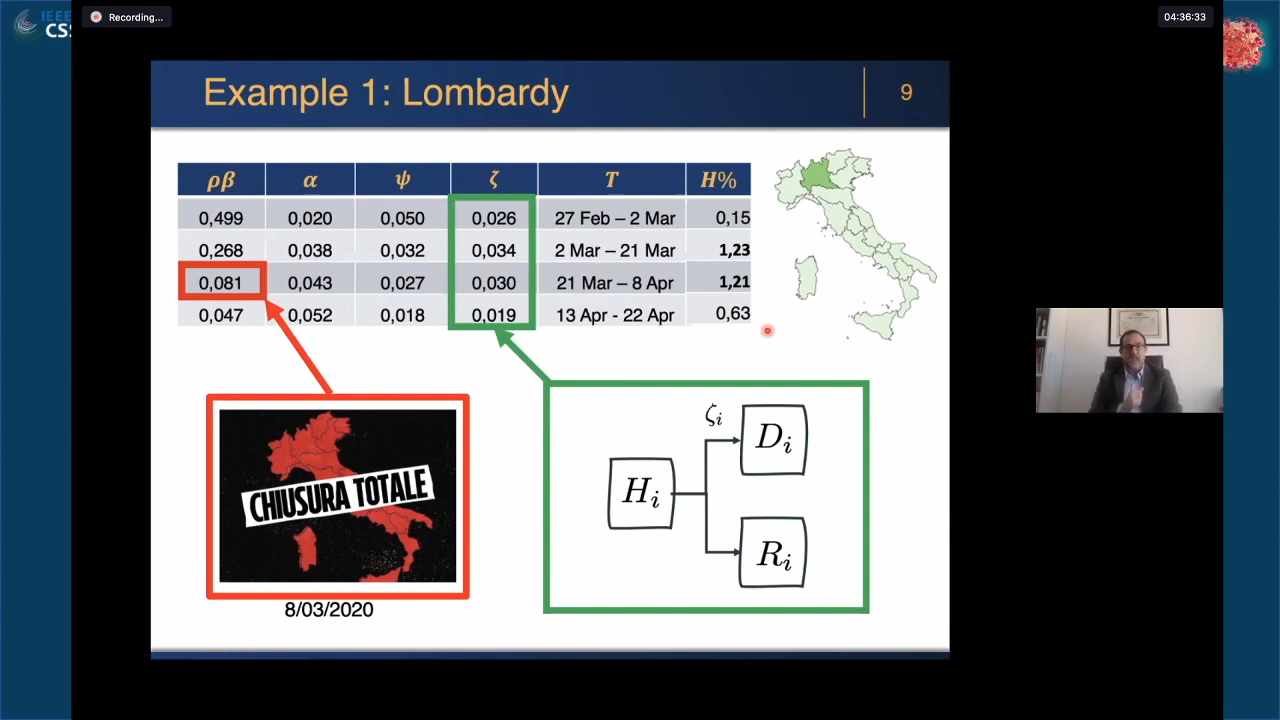 IEEE
CSS
Recording...
04:36:33
Example 1: Lombardy
9
ρβ α ψ ζ T H%
0,499 0,020 0,050 0,026 27 Feb – 2 Mar 0,15
0,268 0,038 0,032 0,034 2 Mar – 21 Mar 1,23
0,081 0,043 0,027 0,030 21 Mar – 8 Apr 1,21
0,047 0,052 0,018 0,019 13 Apr - 22 Apr 0,63
CHIUSURA TOTALE
8/03/2020
ζi
Di
Hi
Ri